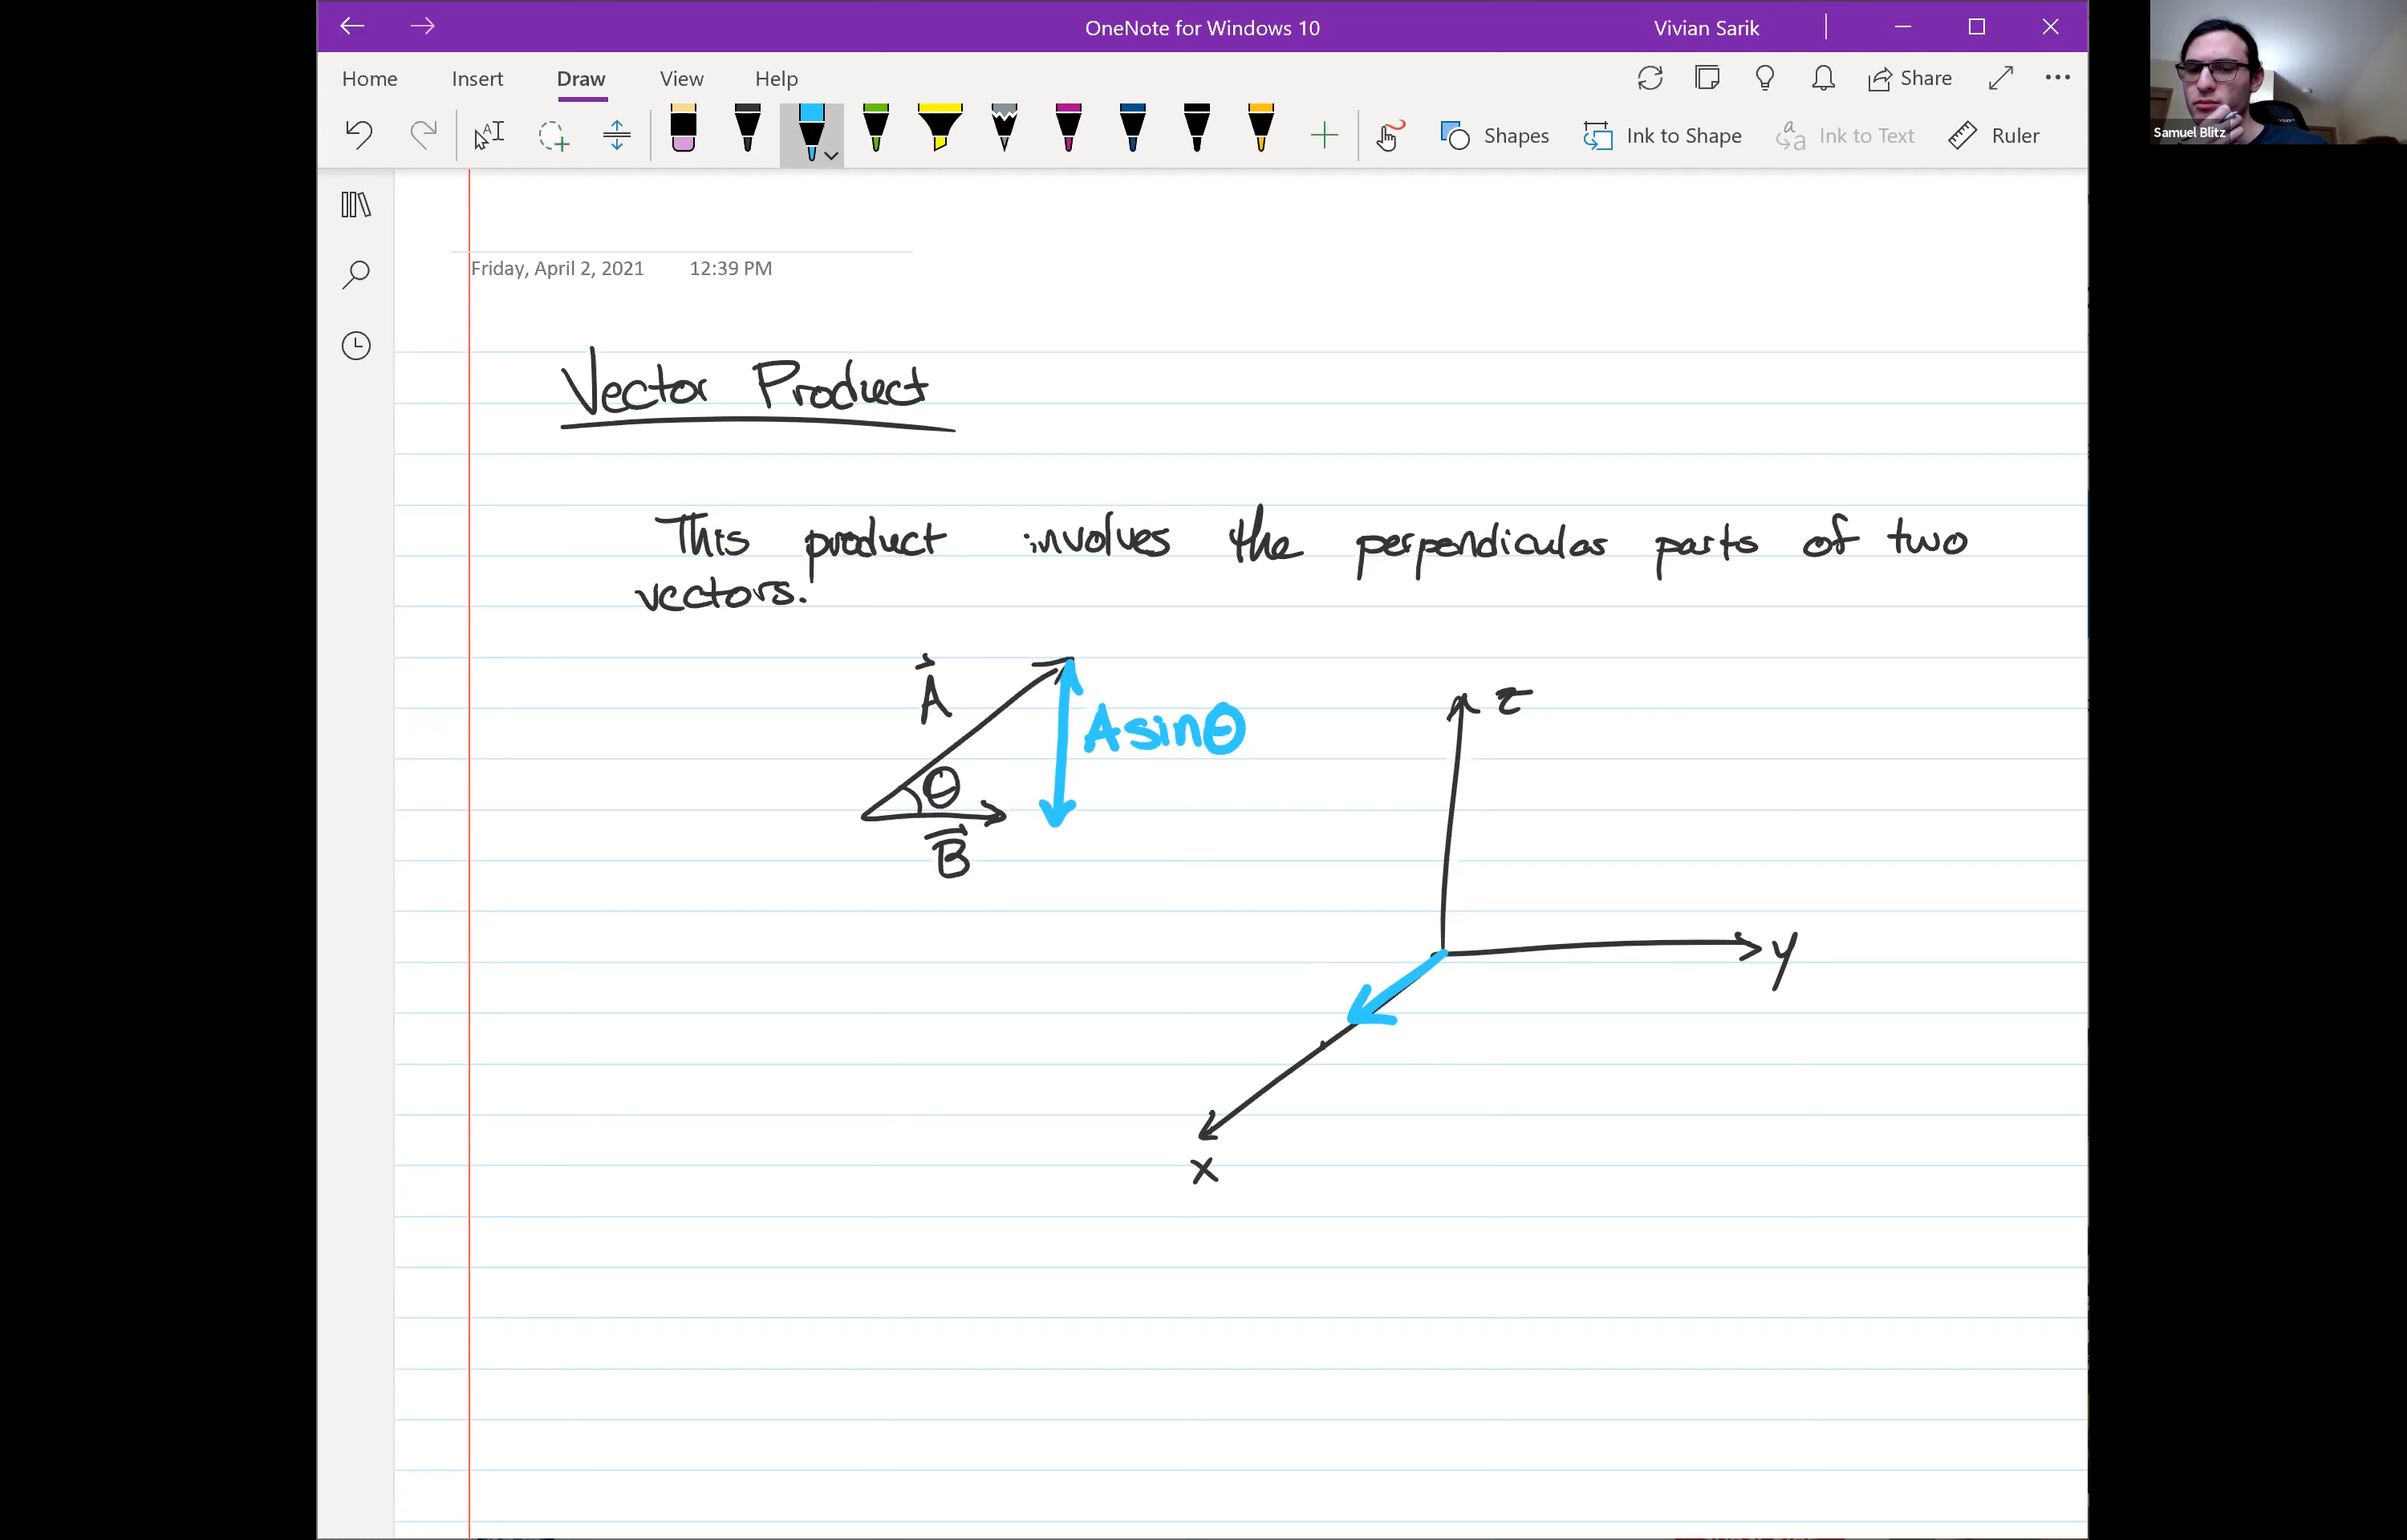 OneNote for Windows 10
Vivian Sarik
Home Insert Draw View Help
Share
Shapes Ink to Shape Ink to Text Ruler
Samuel Blitz
Friday, April 2, 2021 12:39 PM
Vector Product
This product involves the perpendicular parts of two
vectors.
A
A sin θ
θ
B
z
y
x